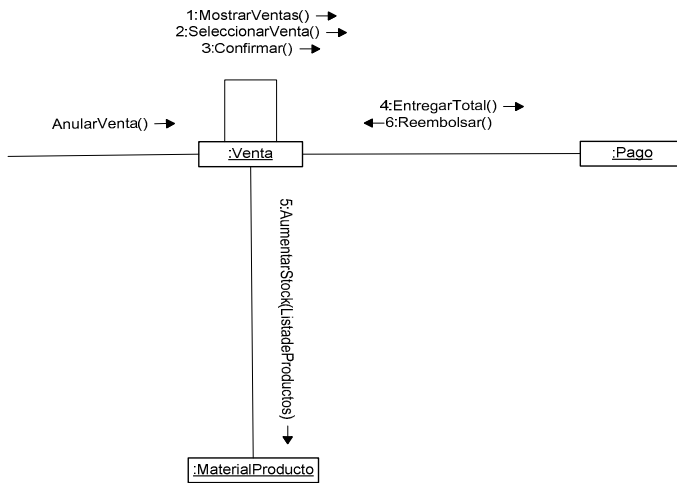 1:MostrarVentas()
2:SeleccionarVenta()
3:Confirmar()
AnularVenta()
4:EntregarTotal()
6:Reembolsar()
:Venta
:Pago
5:AumentarStock(ListadeProductos)
:MaterialProducto